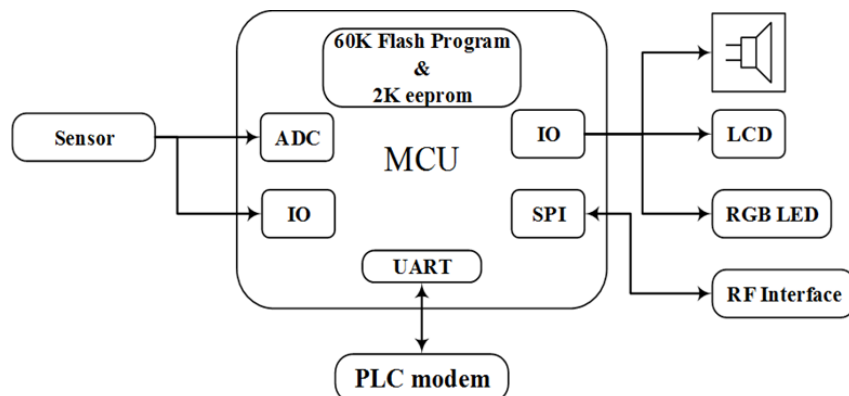 60K Flash Program
&
2K eeprom
Sensor
ADC
IO
LCD
MCU
IO
SPI
RGB LED
UART
RF Interface
PLC modem